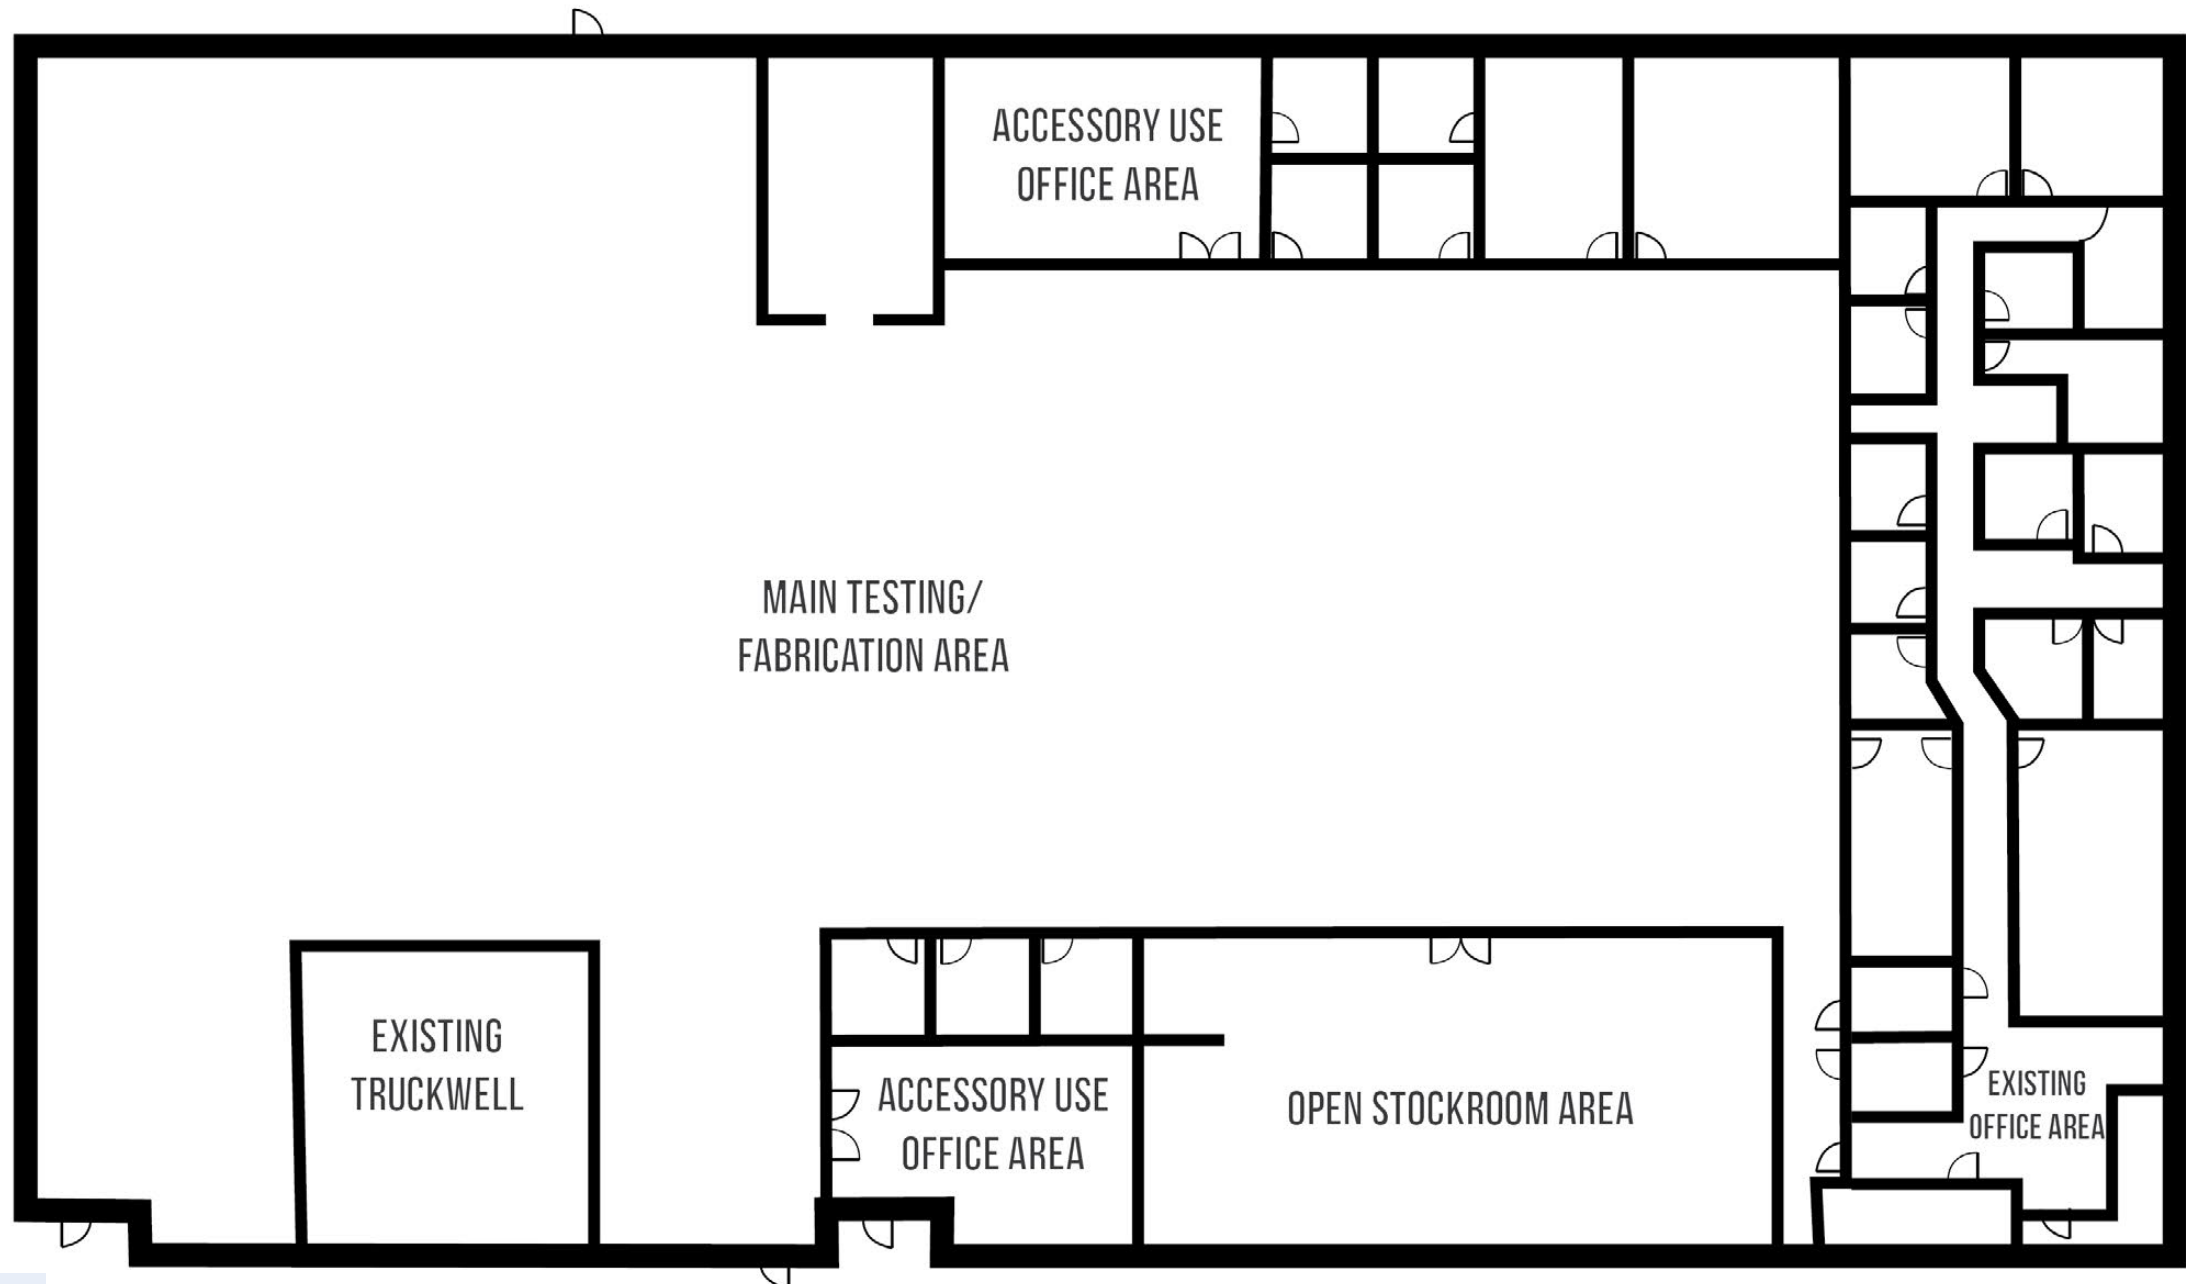 ACCESSORY USE
OFFICE AREA
MAIN TESTING/
FABRICATION AREA
EXISTING
TRUCKWELL
ACCESSORY USE
OFFICE AREA
OPEN STOCKROOM AREA
EXISTING
OFFICE AREA